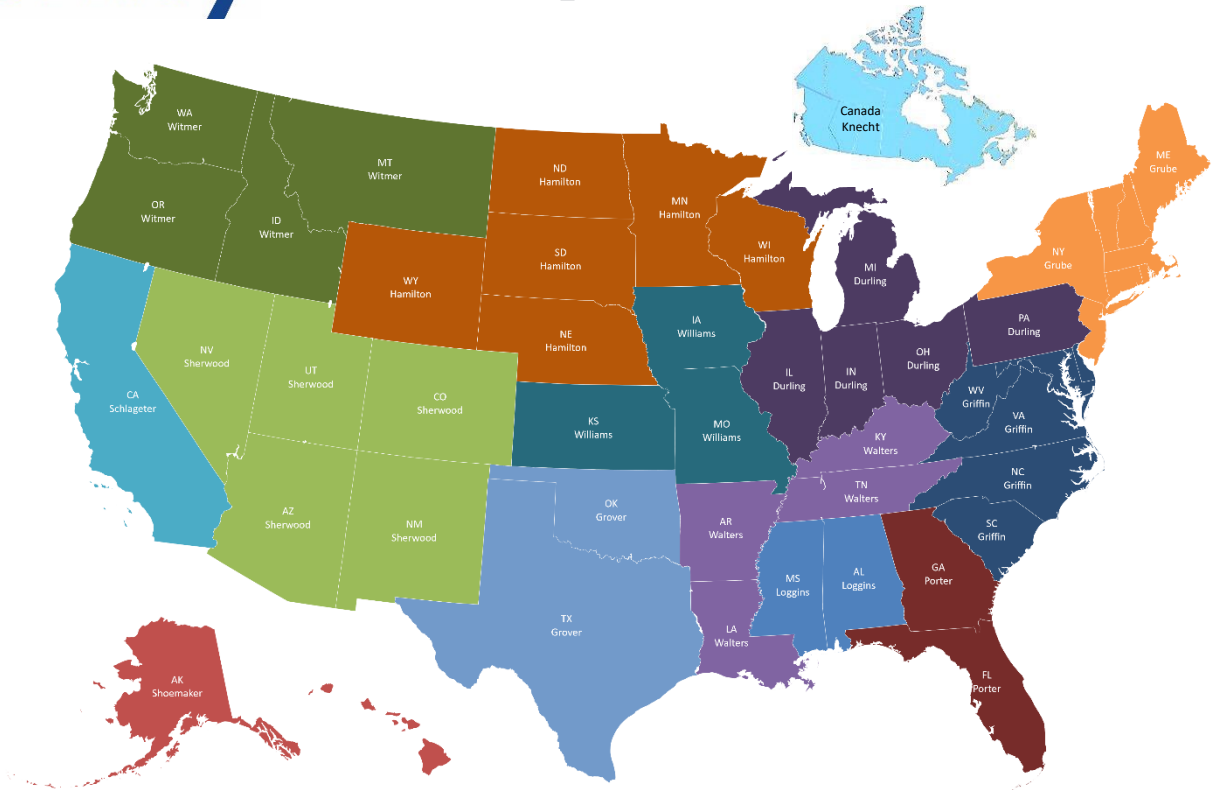 Canada
Knecht
WA
Witmer
MT
Witmer
ND
Hamilton
MN
Hamilton
ME
Grube
OR
Witmer
ID
Witmer
SD
Hamilton
WI
Hamilton
NY
Grube
WY
Hamilton
MI
Durling
NE
Hamilton
IA
Williams
PA
Durling
NV
Sherwood
UT
Sherwood
CO
Sherwood
IL
Durling
IN
Durling
OH
Durling
CA
Schlageter
KS
Williams
MO
Williams
WV
Griffin
VA
Griffin
KY
Walters
NC
Griffin
TN
Walters
AZ
Sherwood
NM
Sherwood
OK
Grover
AR
Walters
SC
Griffin
MS
Loggins
AL
Loggins
GA
Porter
TX
Grover
LA
Walters
AK
Shoemaker
FL
Porter